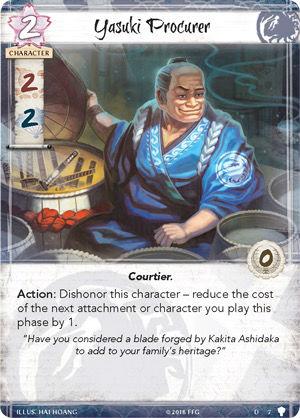 2
Yasuki Procurer
CHARACTER
2
2
0
Courtier.
Action: Dishonor this character – reduce the cost
of the next attachment or character you play this
phase by 1.
"Have you considered a blade forged by Kakita Ashidaka
to add to your family's heritage?"
ILLUS. HAI HOANG
©2018 FFG
D
7